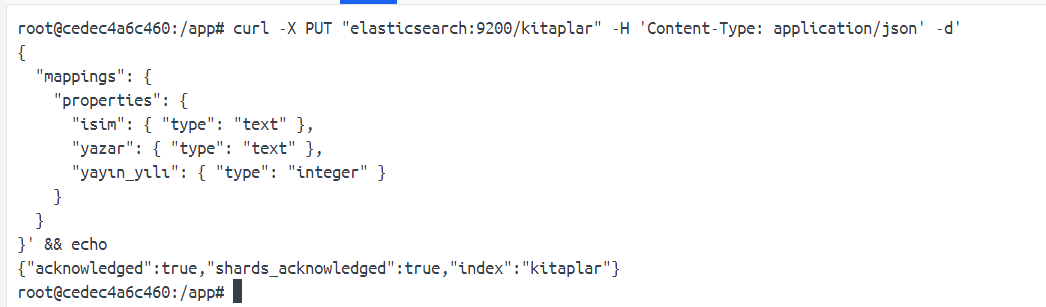 root@cedec4a6c460:/app# curl -X PUT "elasticsearch:9200/kitaplar" -H 'Content-Type: application/json' -d'
{
  "mappings": {
    "properties": {
      "isim": { "type": "text" },
      "yazar": { "type": "text" },
      "yayın_yılı": { "type": "integer" }
    }
  }
}' && echo
{"acknowledged":true,"shards_acknowledged":true,"index":"kitaplar"}
root@cedec4a6c460:/app#